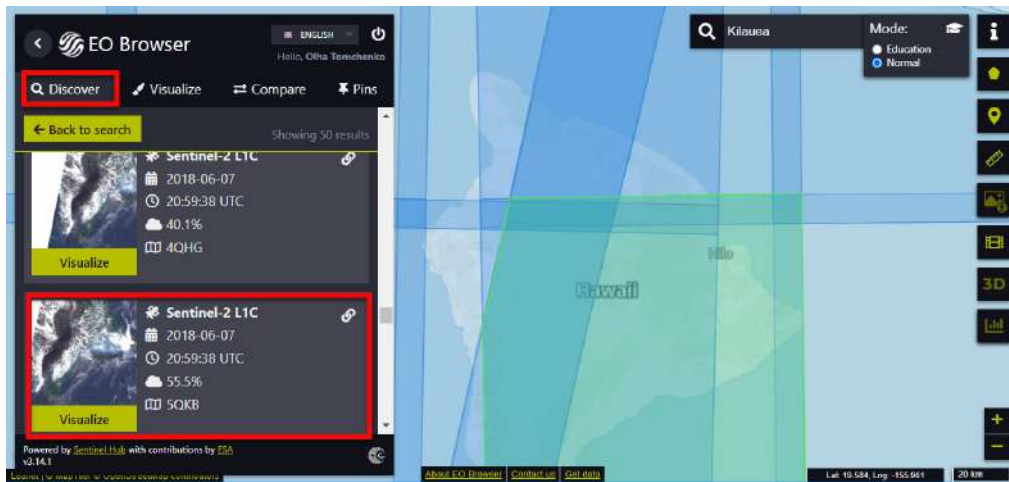 EO Browser
ENGLISH
Hello, Olha Tomchenko
Discover
Visualize
Compare
Pins
← Back to search
Showing 50 results
Sentinel-2 L1C
2018-06-07
20:59:38 UTC
40.1%
4QHG
Visualize
Sentinel-2 L1C
2018-06-07
20:59:38 UTC
55.5%
5QKB
Visualize
Powered by Sentinel Hub with contributions by ESA
v3.14.1
Leaflet | © MapTiler © OpenStreetMap contributors
Kilauea
Mode:
Education
Normal
i
3D
Hilo
Hawaii
+
−
About EO Browser
Contact us
Get data
Lat: 19.584, Lng: -155.961
20 km